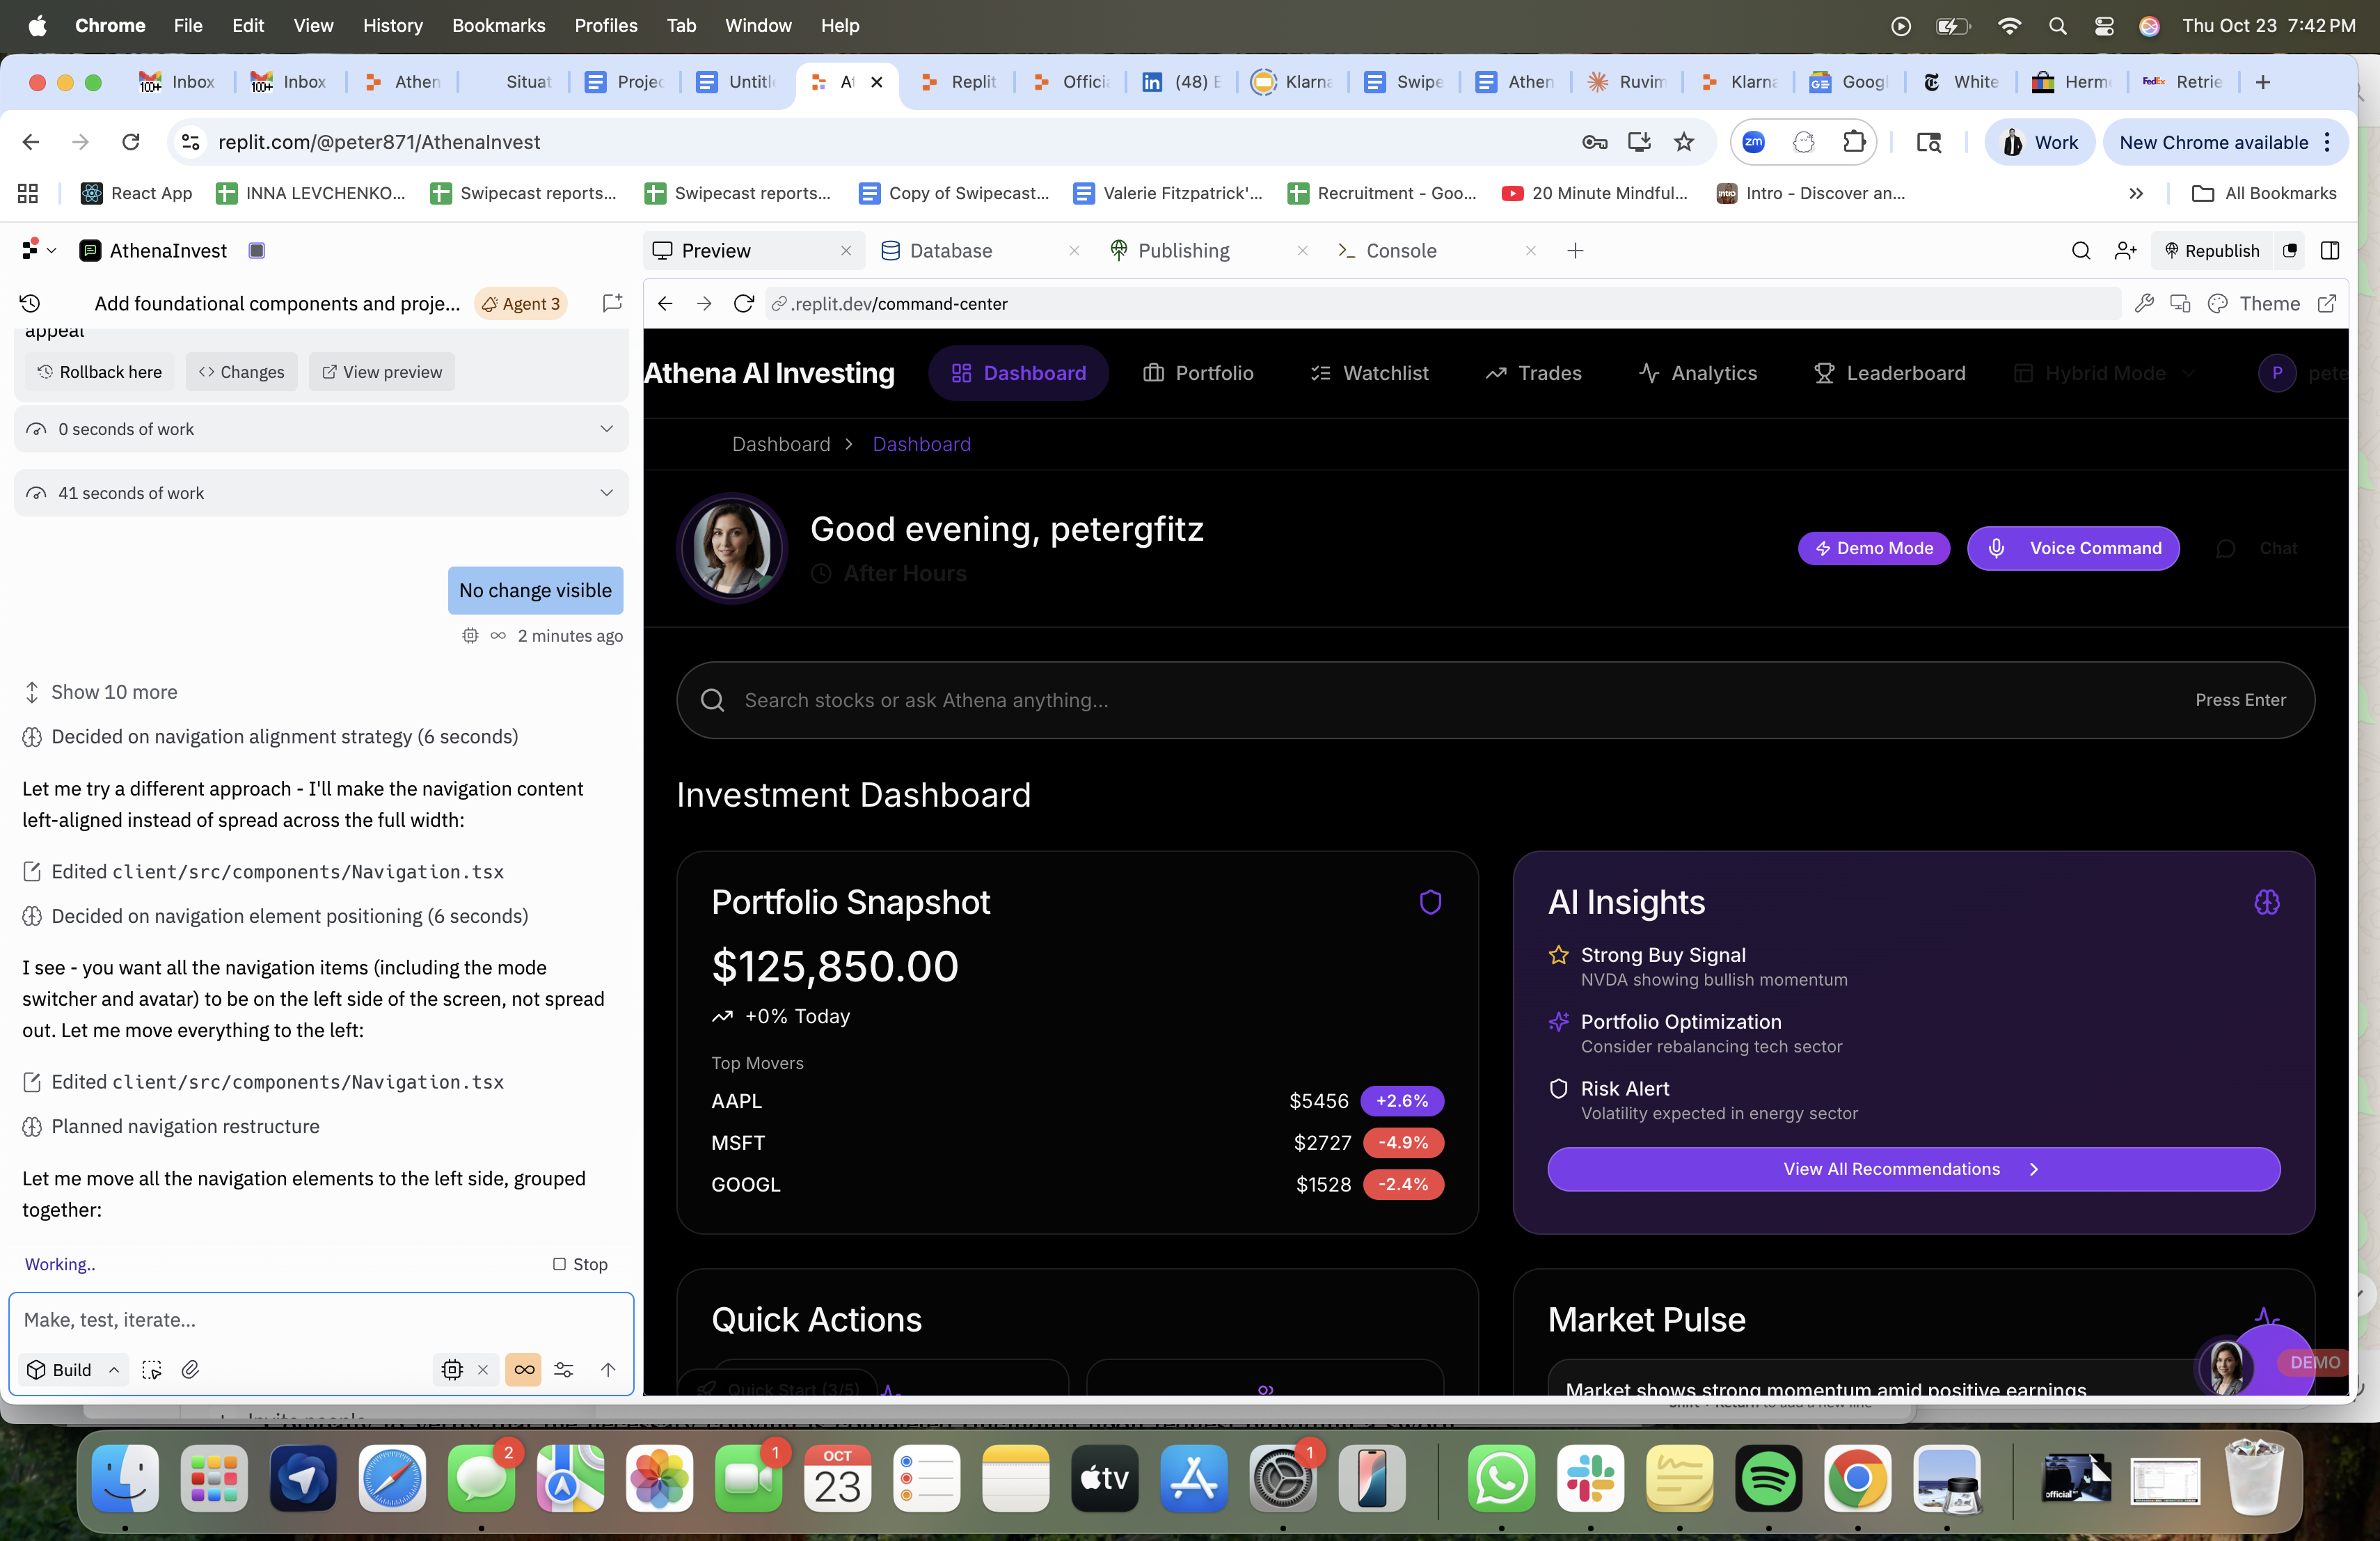 Chrome File Edit View History Bookmarks Profiles Tab Window Help Thu Oct 23 7:42 PM
100+ Inbox 100+ Inbox Athen Situat Projec Untitl At Replit Officia (48) E Klarna Swipe Athen Ruvim Klarna Googl White Herm FedEx Retrie
replit.com/@peter871/AthenaInvest zm Work New Chrome available
React App INNA LEVCHENKO... Swipecast reports... Swipecast reports... Copy of Swipecast... Valerie Fitzpatrick'... Recruitment - Goo... 20 Minute Mindful... intro Intro - Discover an... All Bookmarks
AthenaInvest
Preview Database Publishing Console Republish
Add foundational components and proje... Agent 3
.replit.dev/command-center Theme
appeal
Rollback here Changes View preview
0 seconds of work
41 seconds of work
No change visible
2 minutes ago
Show 10 more
Decided on navigation alignment strategy (6 seconds)
Let me try a different approach - I'll make the navigation content
left-aligned instead of spread across the full width:
Edited client/src/components/Navigation.tsx
Decided on navigation element positioning (6 seconds)
I see - you want all the navigation items (including the mode
switcher and avatar) to be on the left side of the screen, not spread
out. Let me move everything to the left:
Edited client/src/components/Navigation.tsx
Planned navigation restructure
Let me move all the navigation elements to the left side, grouped
together:
Working.. Stop
Make, test, iterate...
Build
Athena AI Investing Dashboard Portfolio Watchlist Trades Analytics Leaderboard Hybrid Mode P pete
Dashboard > Dashboard
Good evening, petergfitz
After Hours
Demo Mode Voice Command Chat
Search stocks or ask Athena anything... Press Enter
Investment Dashboard
Portfolio Snapshot
$125,850.00
+0% Today
Top Movers
AAPL $5456 +2.6%
MSFT $2727 -4.9%
GOOGL $1528 -2.4%
AI Insights
Strong Buy Signal
NVDA showing bullish momentum
Portfolio Optimization
Consider rebalancing tech sector
Risk Alert
Volatility expected in energy sector
View All Recommendations
Quick Actions
Quick Start (3/5)
Market Pulse
Market shows strong momentum amid positive earnings
DEMO
2
1
OCT
23
tv
1
official